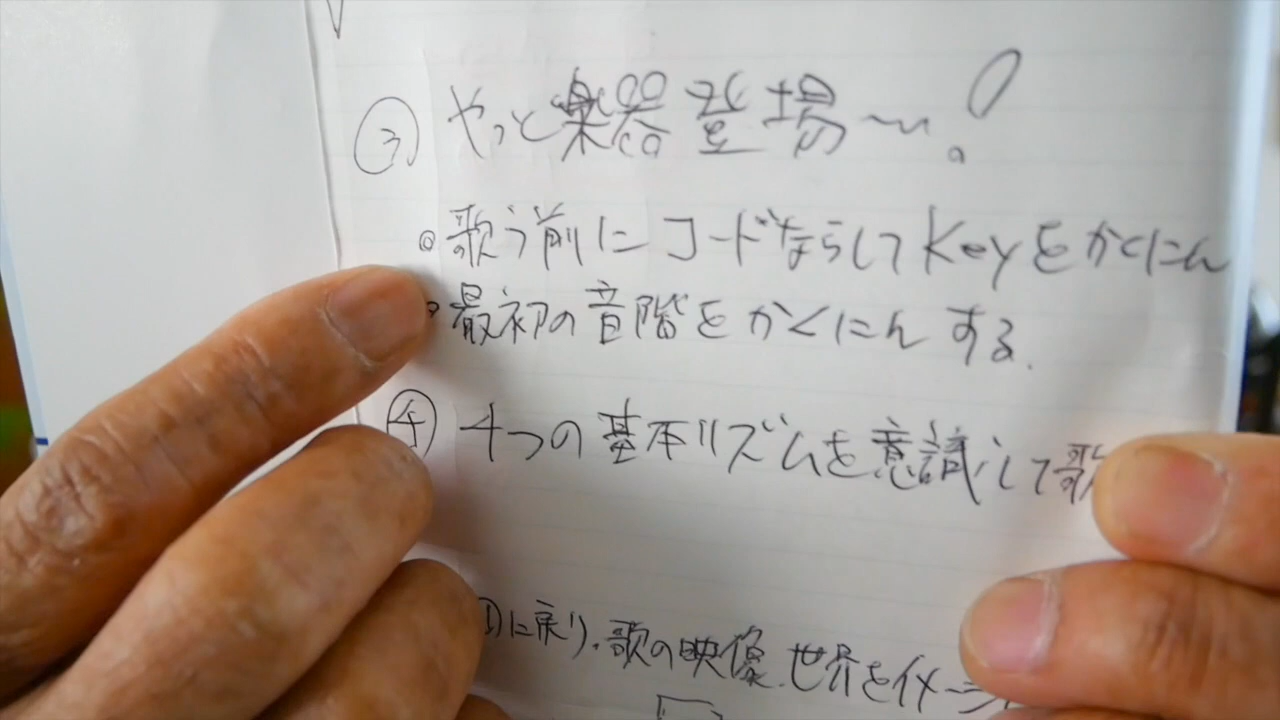 ③ やっと楽器登場〜!
◎歌う前にコードならしてKeyをかくにん
最初の音階をかくにんする.
④ 4つの基本リズムを意識して歌
①に戻り.歌の映像.世界をイメージ